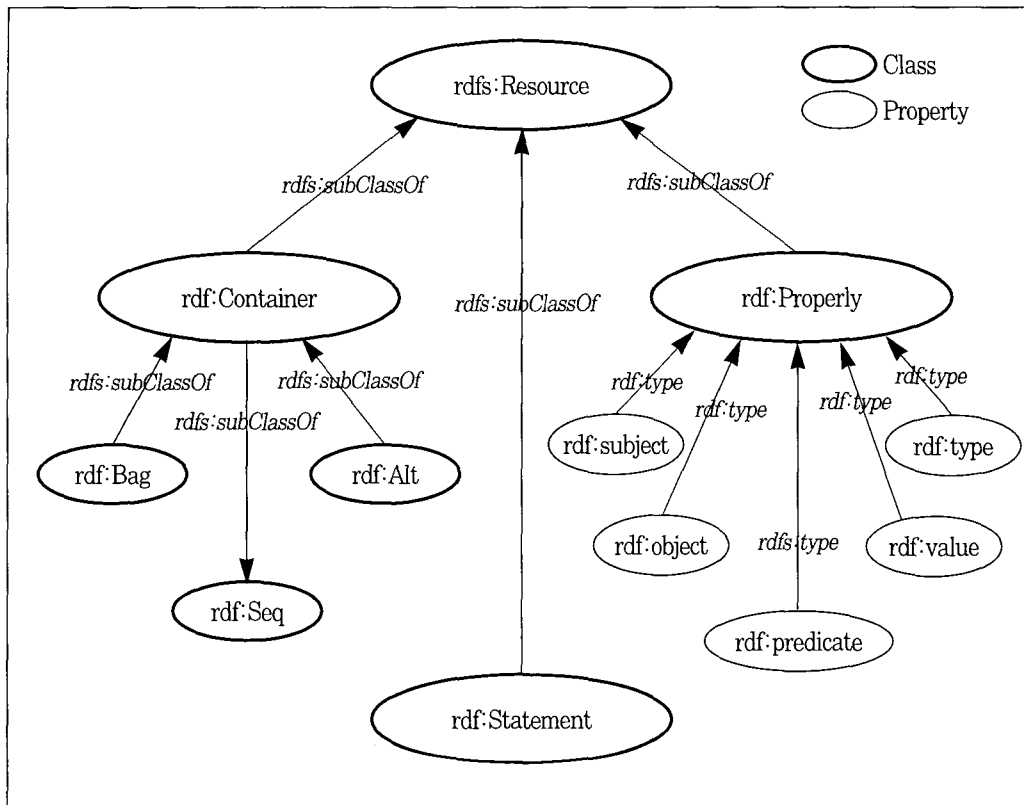 rdfs:Resource
Class
Property
rdfs:subClassOf
rdfs:subClassOf
rdf:Container
rdfs:subClassOf
rdf:Properly
rdfs:subClassOf
rdfs:subClassOf
rdf:type
rdf:type
rdf:type
rdf:type
rdfs:subClassOf
rdf:subject
rdf:type
rdf:Bag
rdf:Alt
rdf:object
rdfs:type
rdf:value
rdf:Seq
rdf:predicate
rdf:Statement